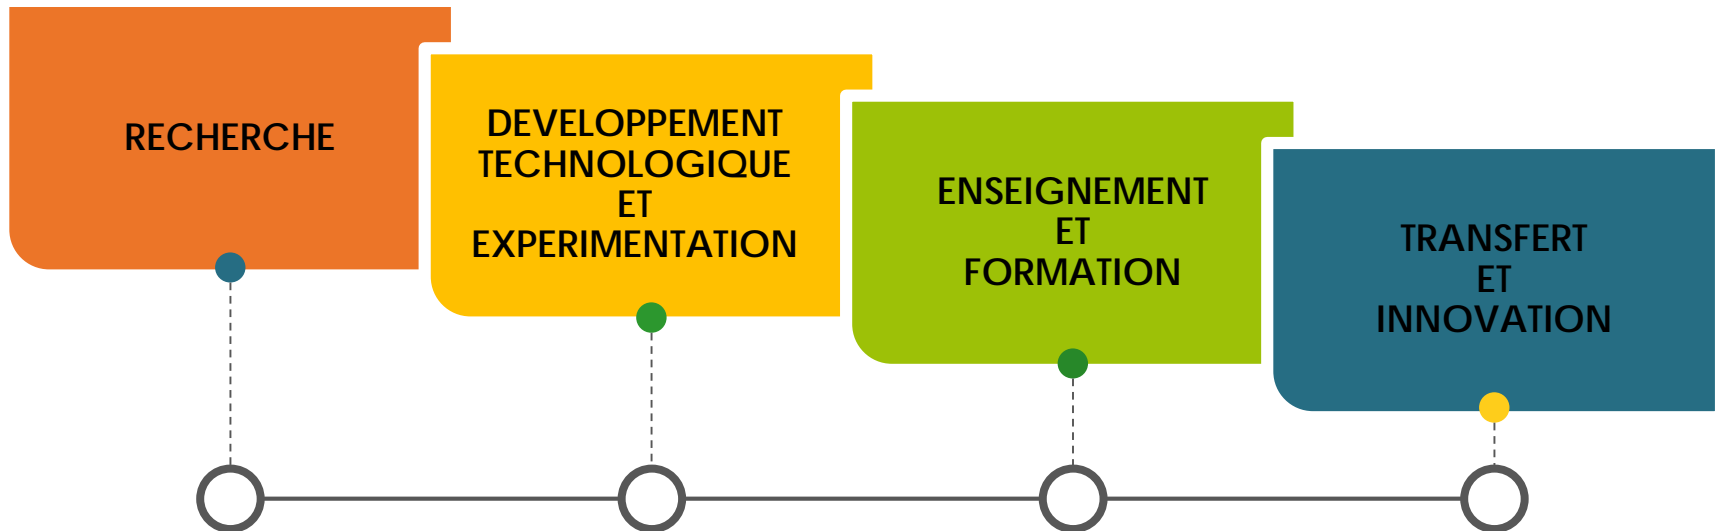 RECHERCHE
DEVELOPPEMENT
TECHNOLOGIQUE
ET
EXPERIMENTATION
ENSEIGNEMENT
ET
FORMATION
TRANSFERT
ET
INNOVATION